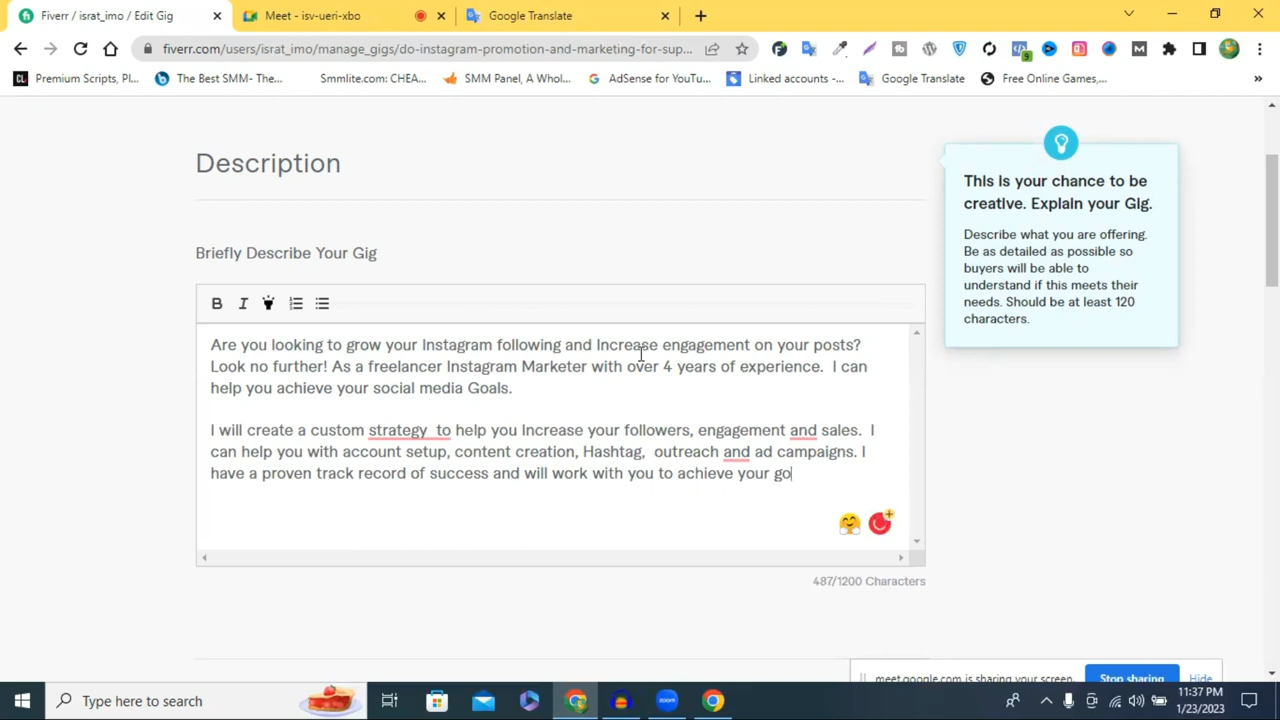 Fiverr / israt_imo / Edit Gig
Meet - isv-ueri-xbo
Google Translate
fiverr.com/users/israt_imo/manage_gigs/do-instagram-promotion-and-marketing-for-sup...
9
M
CL Premium Scripts, Pl...
The Best SMM- The...
Smmlite.com: CHEA...
SMM Panel, A Whol...
AdSense for YouTu...
Linked accounts -...
Google Translate
Free Online Games,...
Description
Briefly Describe Your Gig
B I
Are you looking to grow your Instagram following and Increase engagement on your posts?
Look no further! As a freelancer Instagram Marketer with over 4 years of experience.  I can
help you achieve your social media Goals.
I will create a custom strategy  to help you Increase your followers, engagement and sales.  I
can help you with account setup, content creation, Hashtag,  outreach and ad campaigns. I
have a proven track record of success and will work with you to achieve your go
487/1200 Characters
This is your chance to be
creative. Explain your Gig.
Describe what you are offering.
Be as detailed as possible so
buyers will be able to
understand if this meets their
needs. Should be at least 120
characters.
meet.google.com is sharing your screen.
Stop sharing
Hide
Type here to search
zoom
11:37 PM
1/23/2023